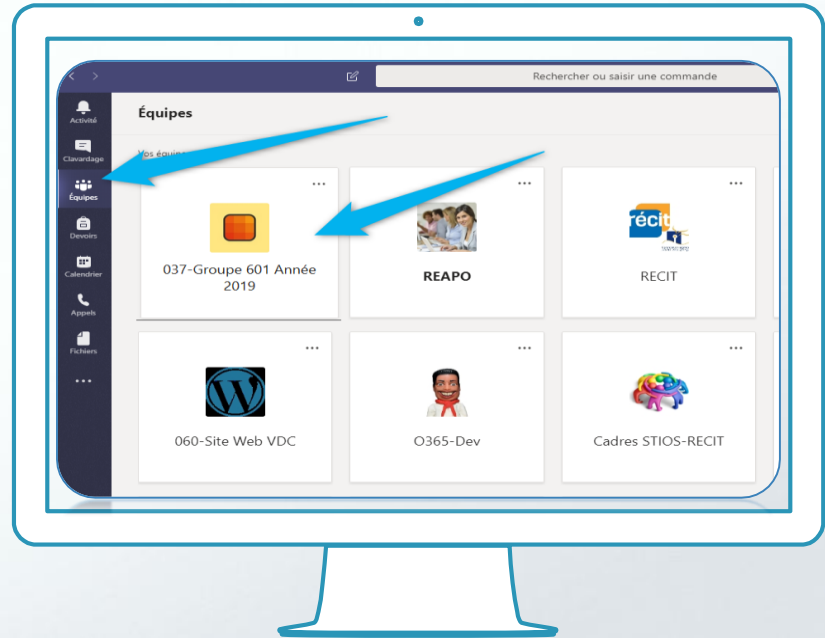 Rechercher ou saisir une commande
Activité
Clavardage
Équipes
Devoirs
Calendrier
Appels
Fichiers
Équipes
Vos équipes
037-Groupe 601 Année
2019
REAPO
récit
RECIT
060-Site Web VDC
O365-Dev
Cadres STIOS-RECIT